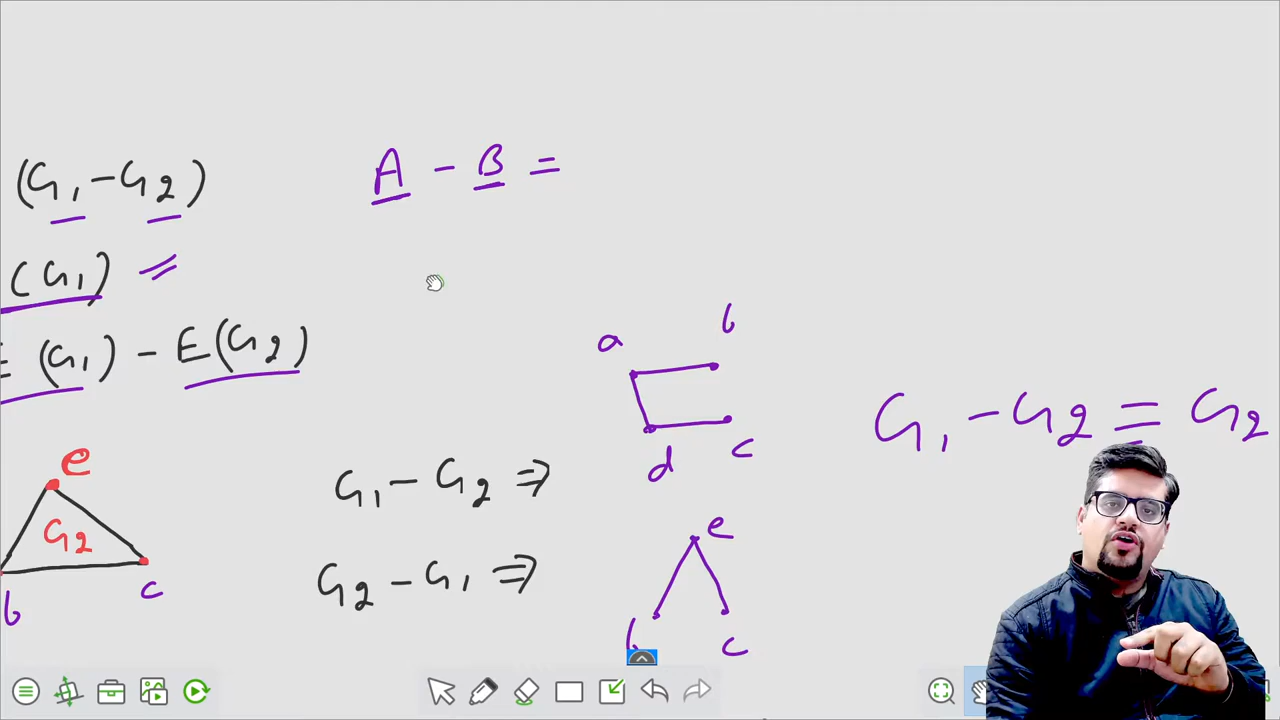 (G₁-G₂)
A - B =
(G₁)
E (G₁) - E(G₂)
a
b
d
c
G₁-G₂ = G₂
e
G₂
b
c
G₁-G₂ ⇒
G₂-G₁ ⇒
e
b
c